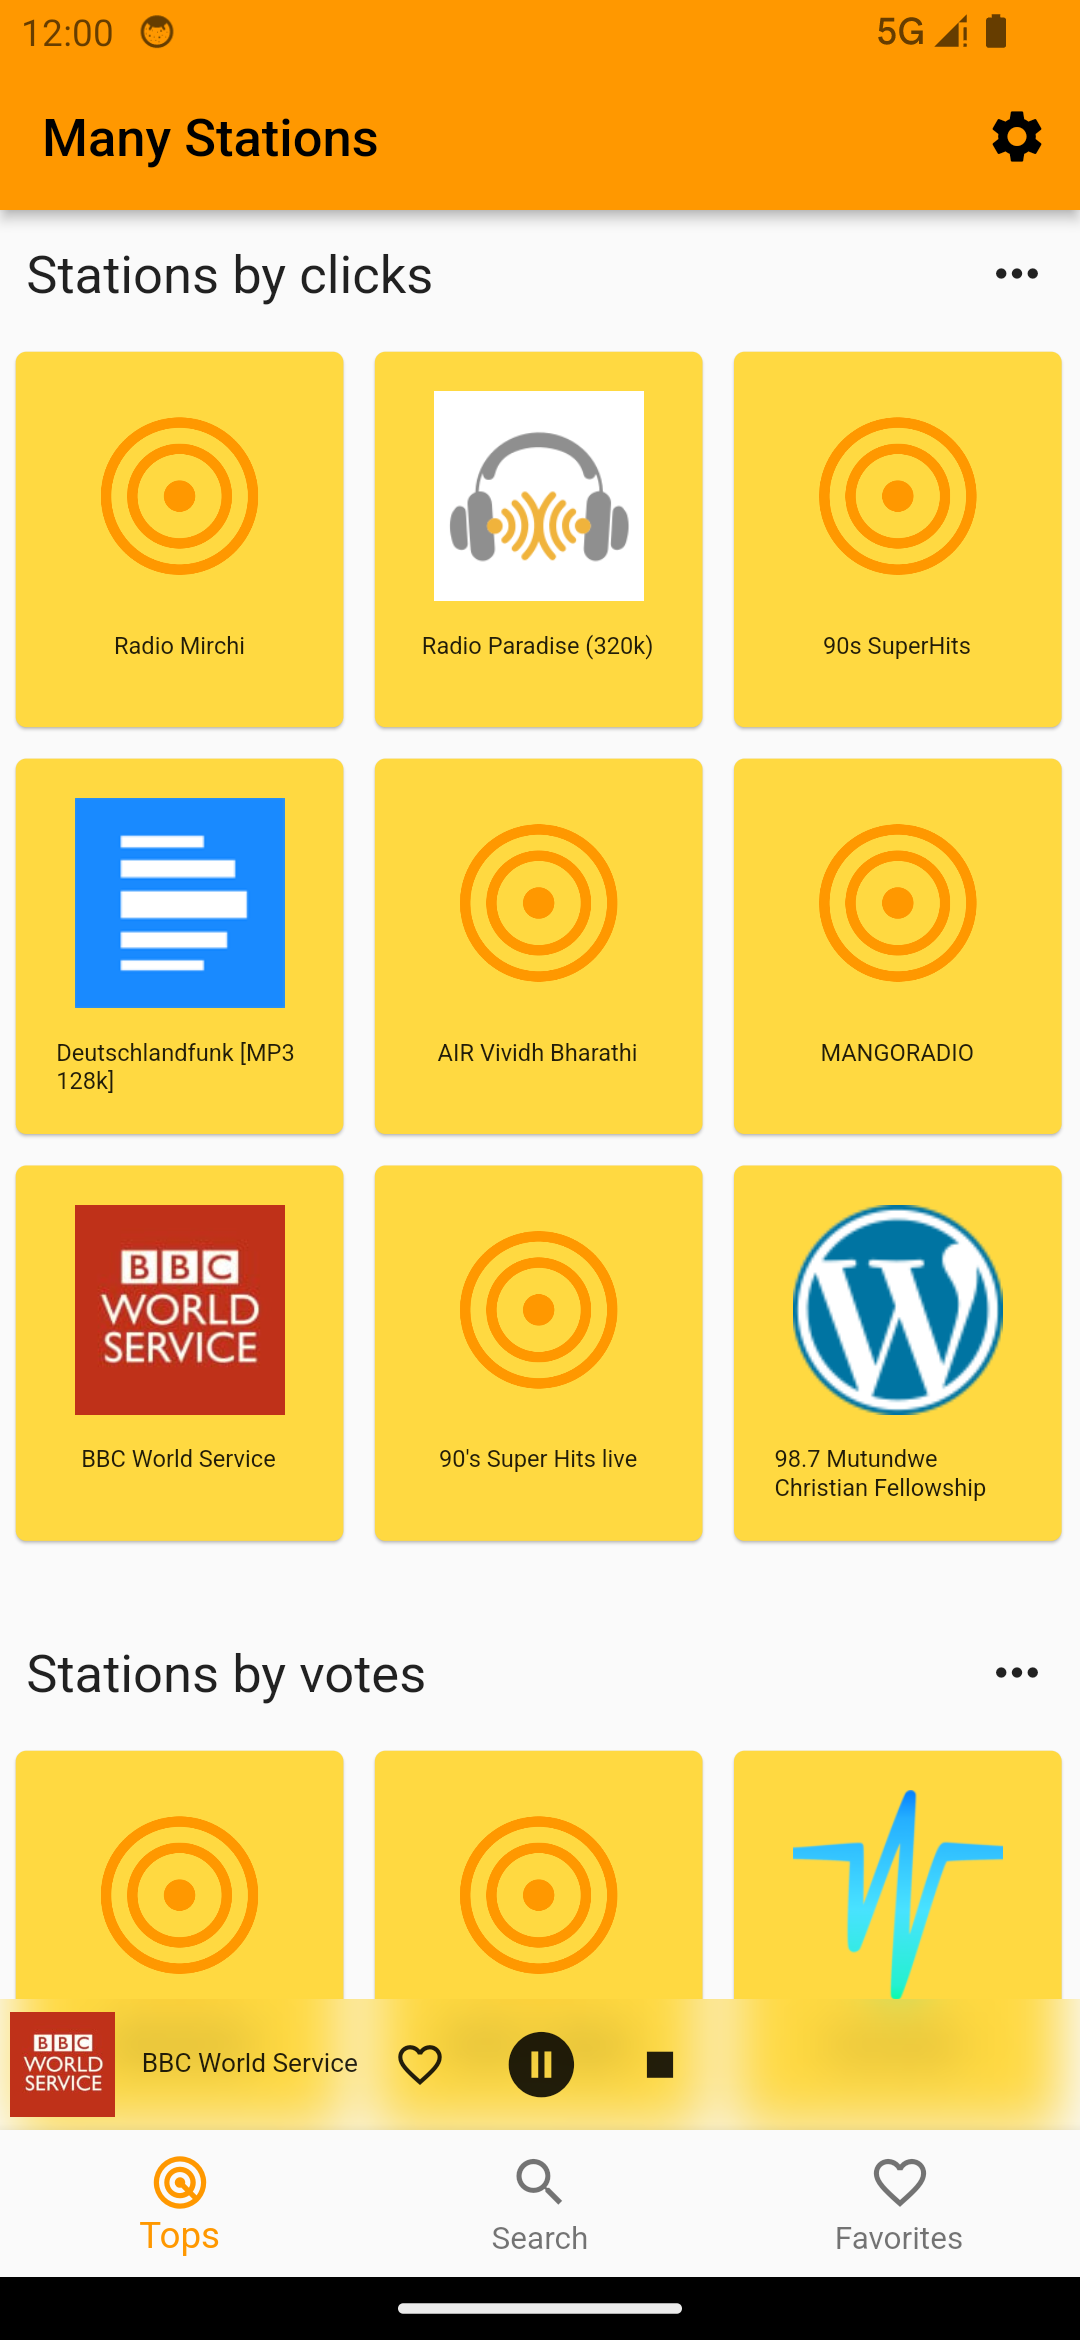 12:00
5G
Many Stations
Stations by clicks
Radio Mirchi
Radio Paradise (320k)
90s SuperHits
Deutschlandfunk [MP3
128k]
AIR Vividh Bharathi
MANGORADIO
BBC
WORLD
SERVICE
W
BBC World Service
90's Super Hits live
98.7 Mutundwe
Christian Fellowship
Stations by votes
BBC
WORLD
SERVICE
BBC World Service
Tops
Search
Favorites